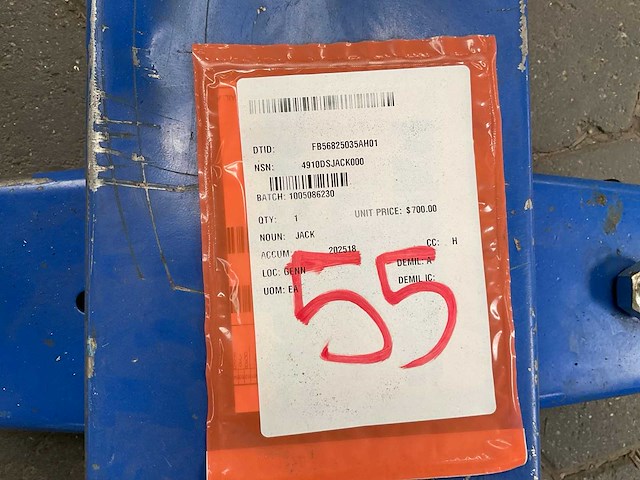 DTID: FB56825035AH01
NSN: 4910DSJACK000
BATCH: 1005086230
QTY: 1 UNIT PRICE: $700.00
NOUN: JACK
ACCUM: 202518 CC: H
LOC: GENN DEMIL: A
UOM: EA DEMIL IC:
55